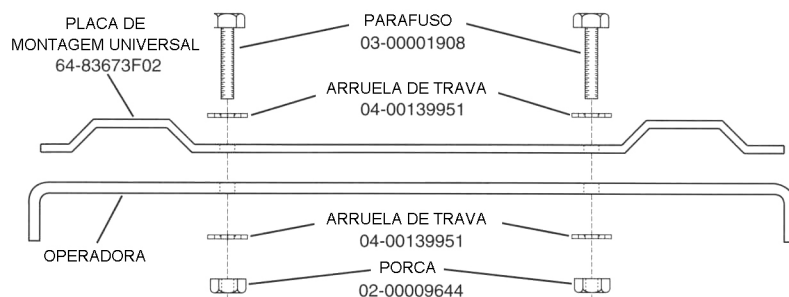 PLACA DE
MONTAGEM UNIVERSAL
64-83673F02
PARAFUSO
03-00001908
ARRUELA DE TRAVA
04-00139951
ARRUELA DE TRAVA
04-00139951
OPERADORA
PORCA
02-00009644